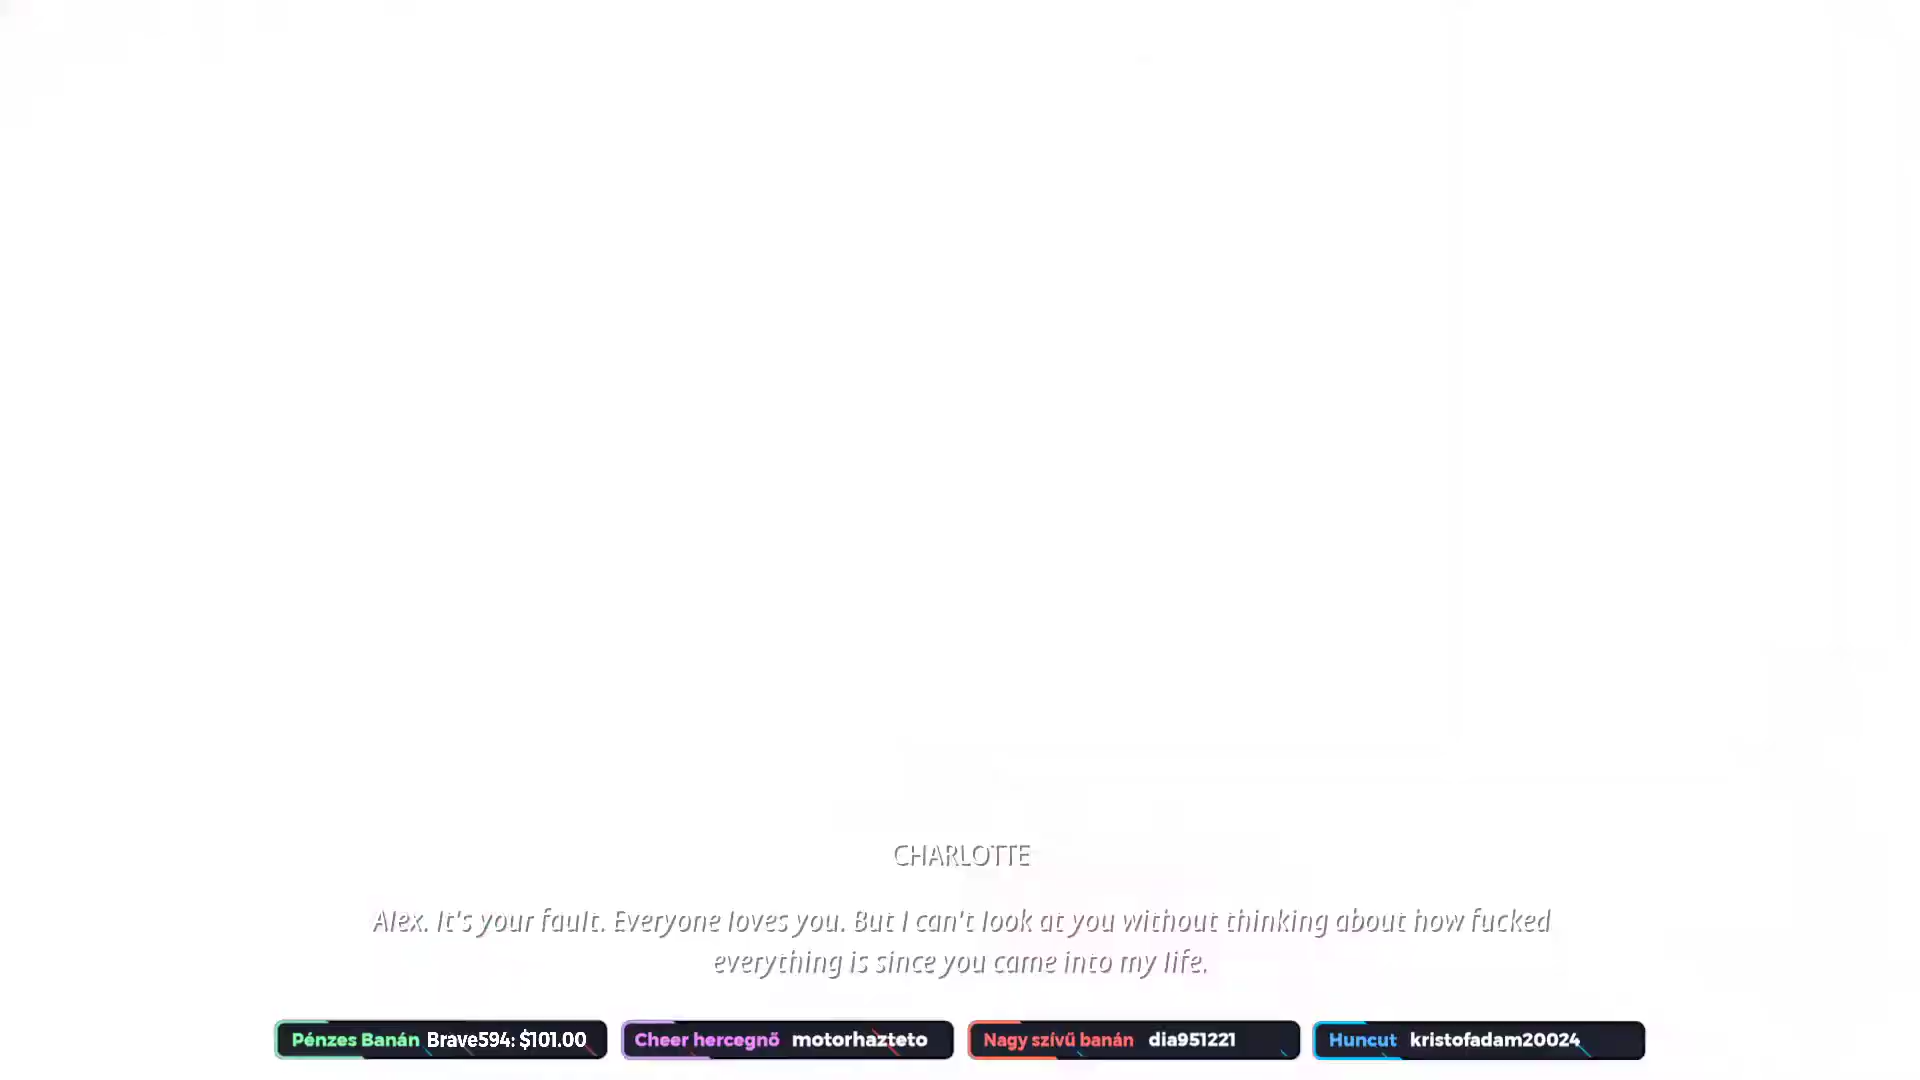 CHARLOTTE
Alex. It's your fault. Everyone loves you. But I can't look at you without thinking about how fucked
everything is since you came into my life.
Pénzes Banán Brave594: $101.00 Cheer hercegnő motorhazteto Nagy szívű banán dia951221 Huncut kristofadam20024